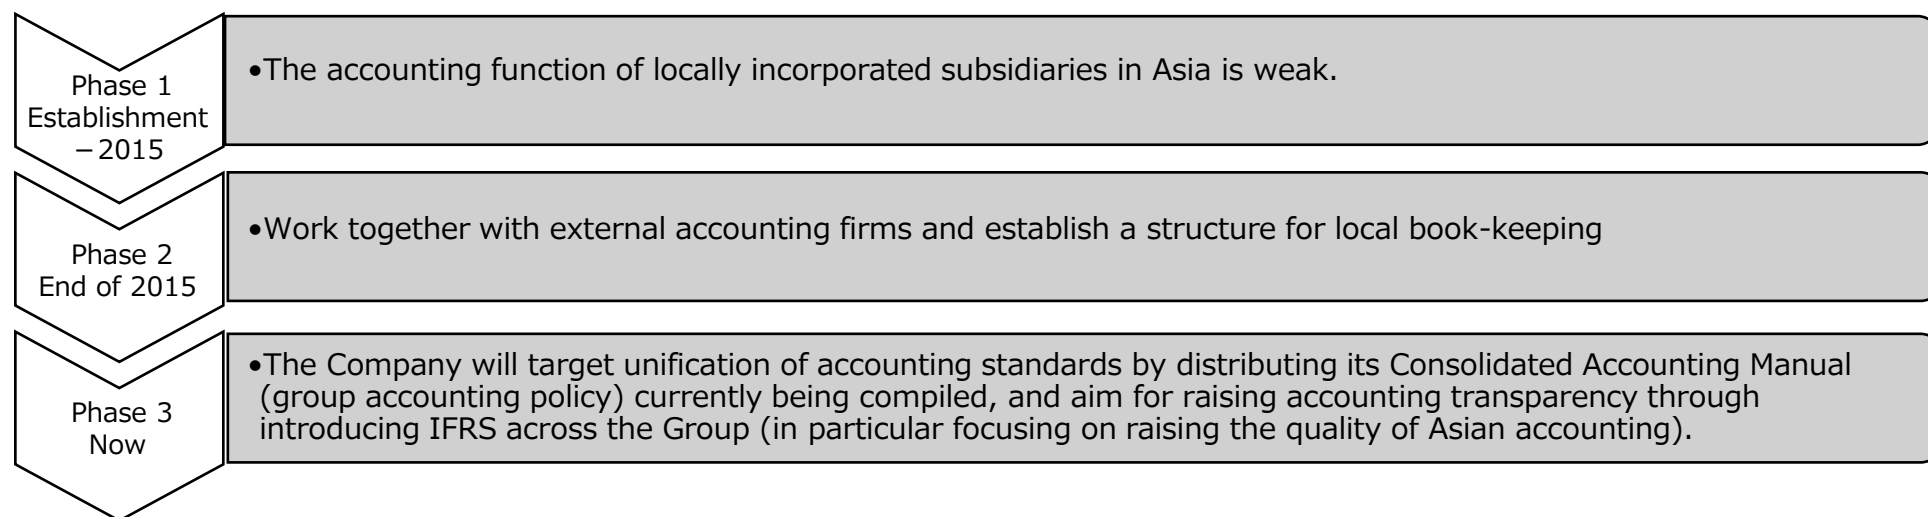 Phase 1
Establishment
－2015
•The accounting function of locally incorporated subsidiaries in Asia is weak.
Phase 2
End of 2015
•Work together with external accounting firms and establish a structure for local book-keeping
Phase 3
Now
•The Company will target unification of accounting standards by distributing its Consolidated Accounting Manual
(group accounting policy) currently being compiled, and aim for raising accounting transparency through
introducing IFRS across the Group (in particular focusing on raising the quality of Asian accounting).